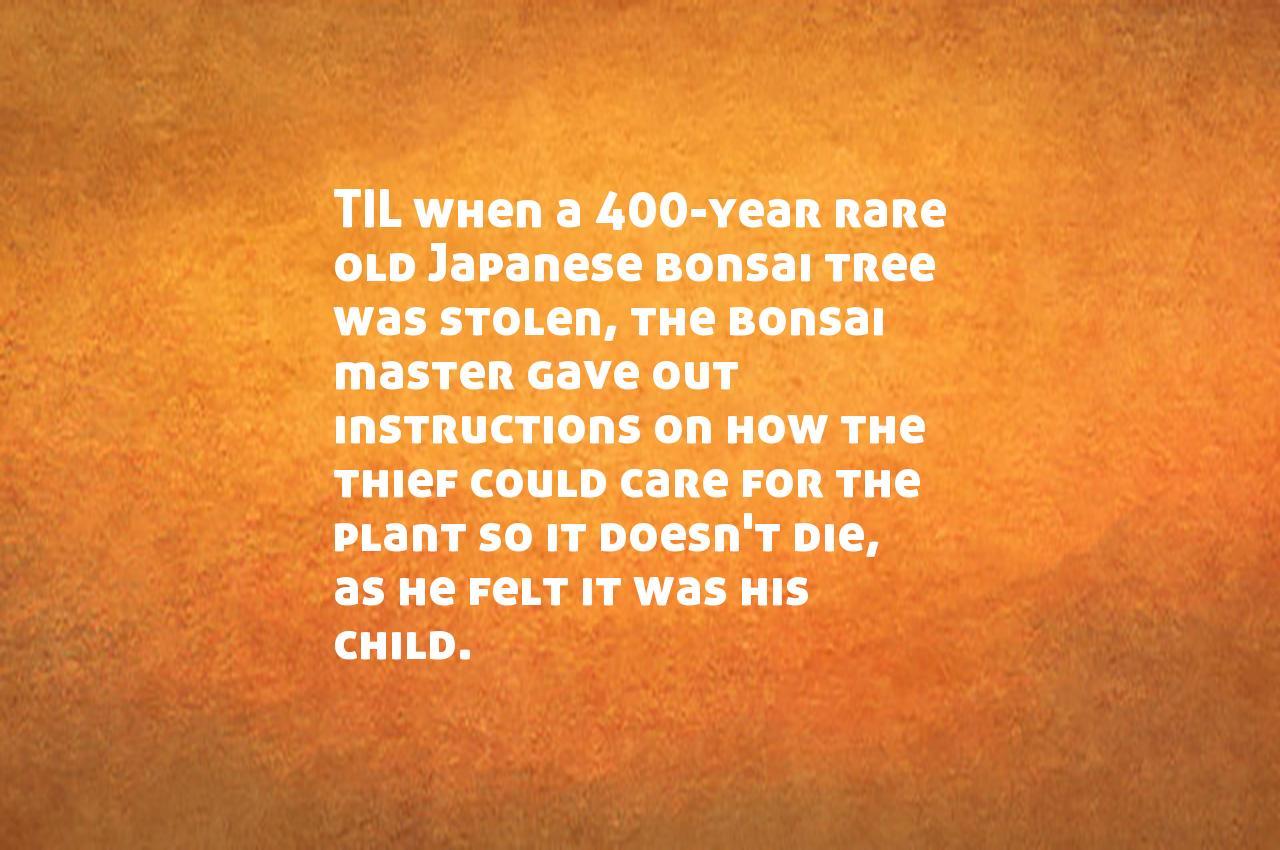 TIL when a 400-year rare
old Japanese bonsai tree
was stolen, the bonsai
master gave out
instructions on how the
thief could care for the
plant so it doesn't die,
as he felt it was his
child.